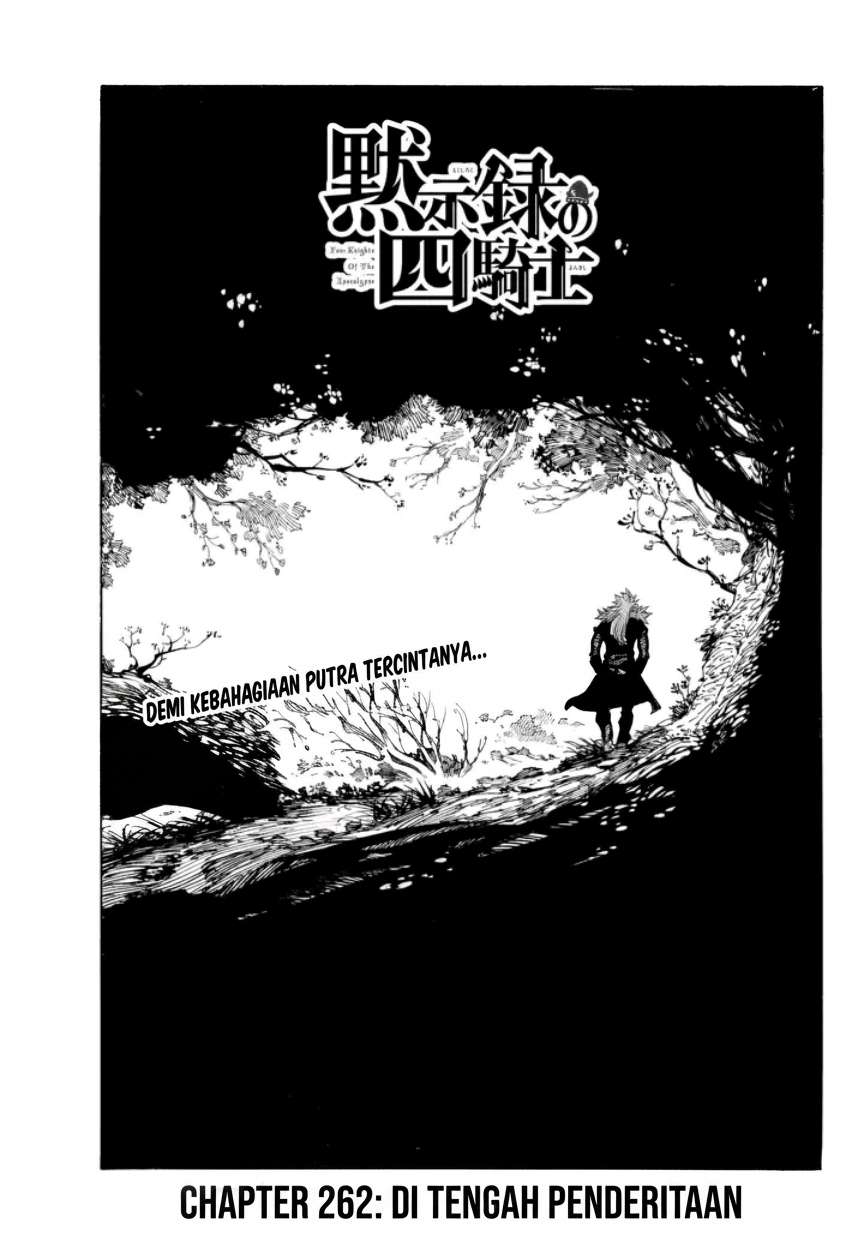 黙示録の
四騎士
Four Knights
Of The
Apocalypse
DEMI KEBAHAGIAAN PUTRA TERCINTANYA...
CHAPTER 262: DI TENGAH PENDERITAAN